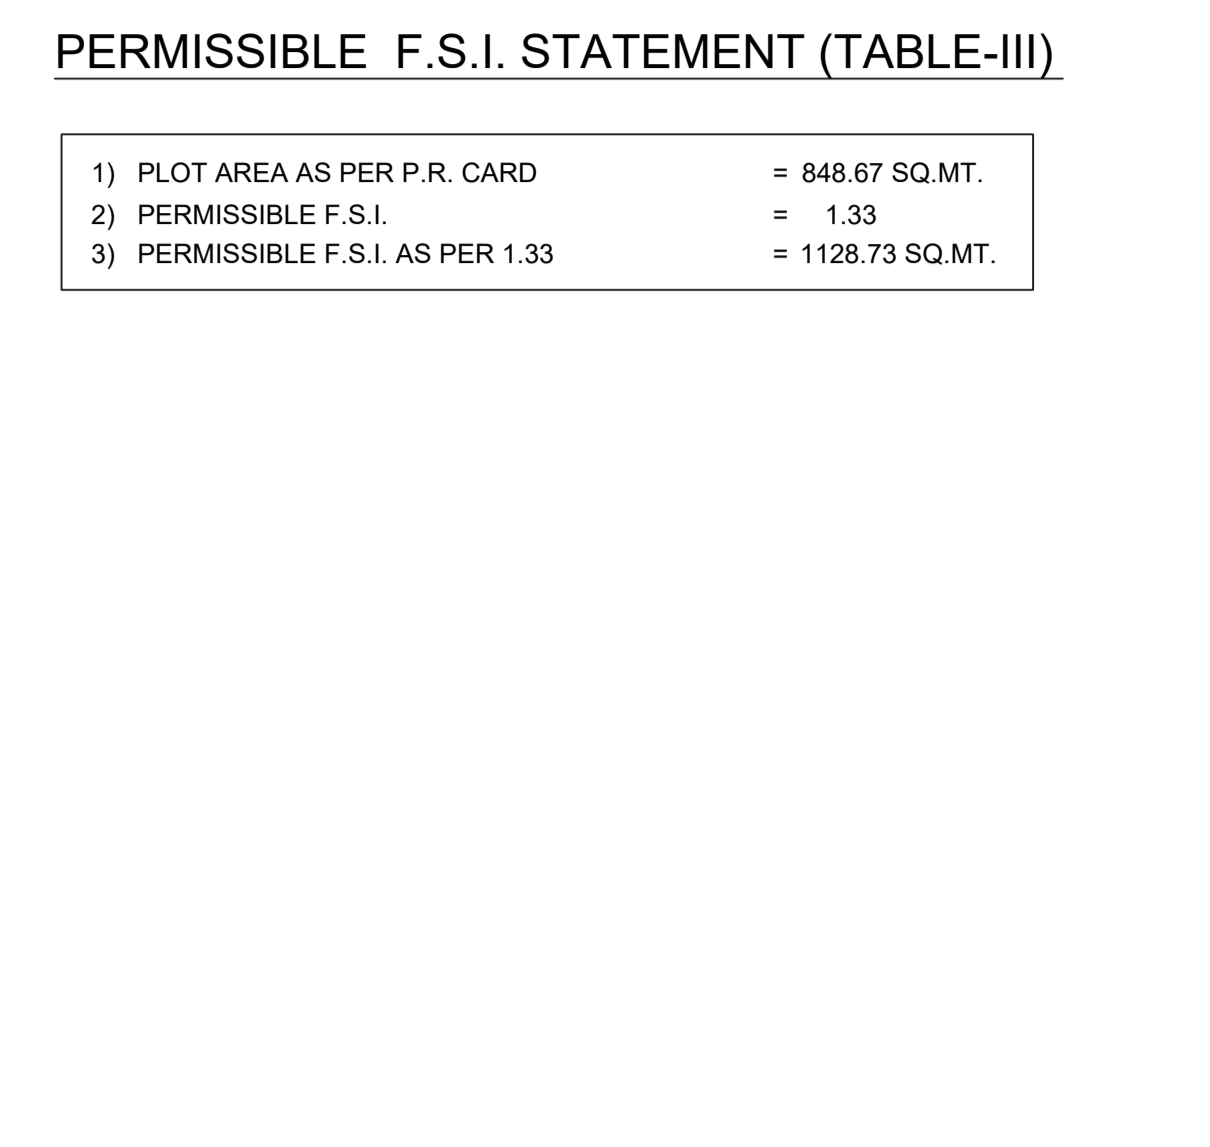 PERMISSIBLE F.S.I. STATEMENT (TABLE-III)
1) PLOT AREA AS PER P.R. CARD = 848.67 SQ.MT.
2) PERMISSIBLE F.S.I. = 1.33
3) PERMISSIBLE F.S.I. AS PER 1.33 = 1128.73 SQ.MT.